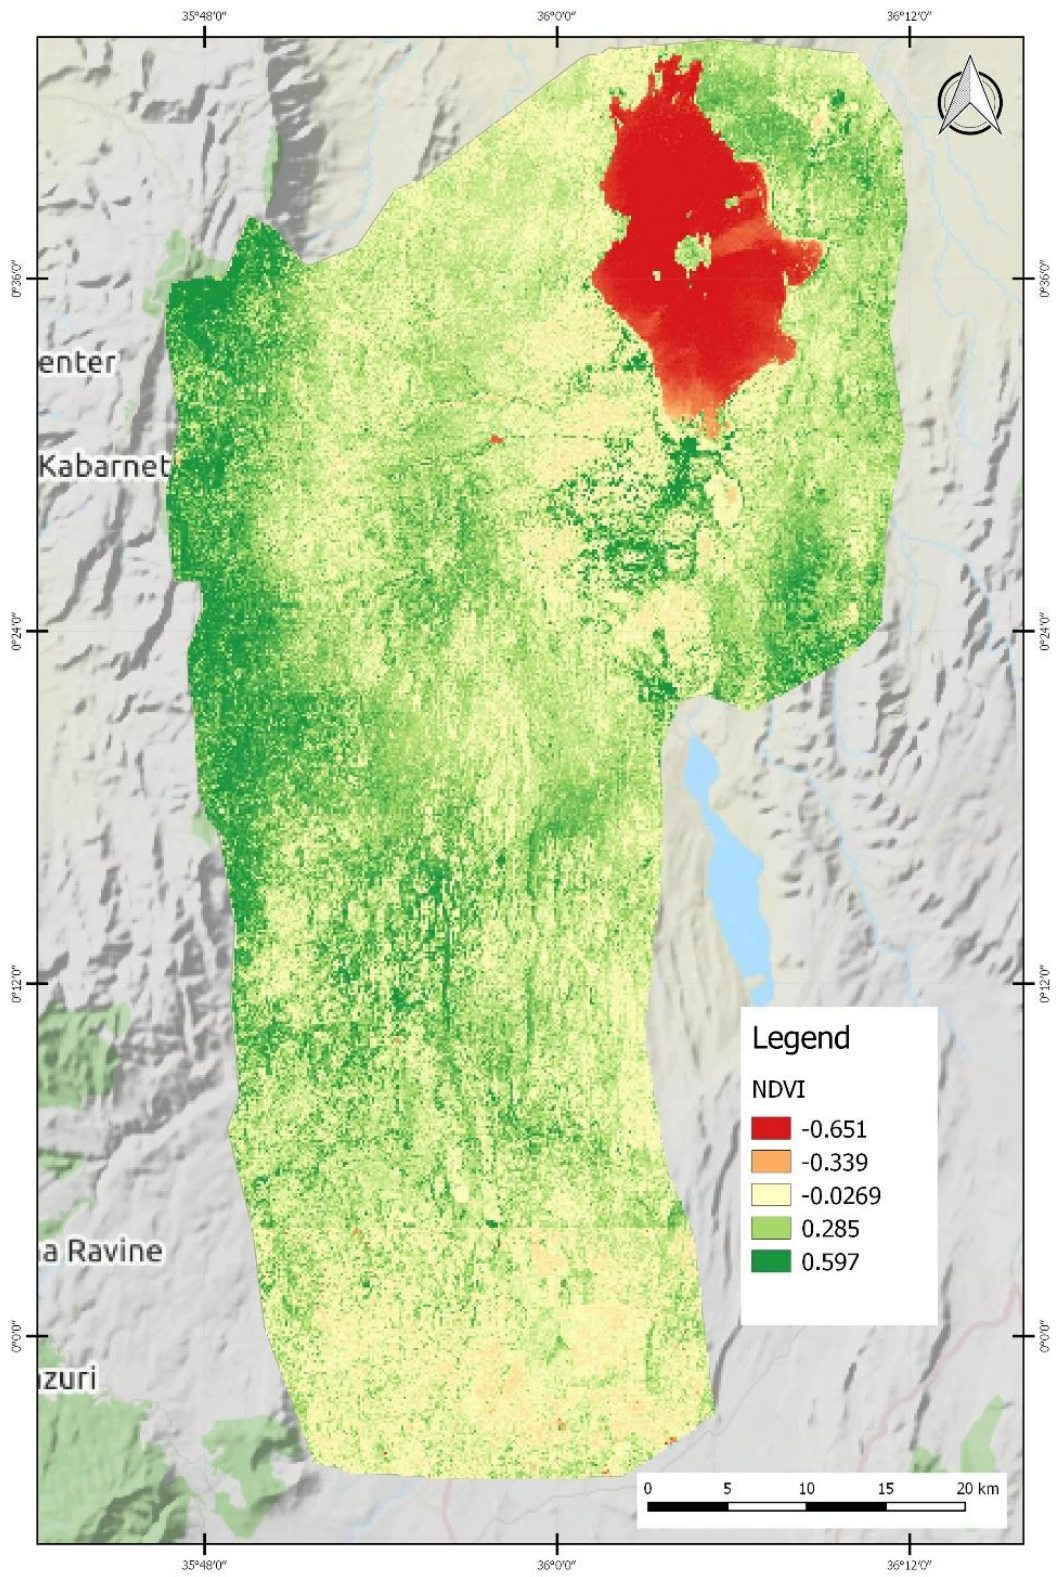 35°48'0" 36°0'0" 36°12'0"
0°36'0" 0°36'0"
enter
Kabarnet
0°24'0" 0°24'0"
0°12'0" 0°12'0"
Legend
NDVI
-0.651
-0.339
-0.0269
0.285
0.597
a Ravine
0°0'0" 0°0'0"
zuri
0 5 10 15 20 km
35°48'0" 36°0'0" 36°12'0"